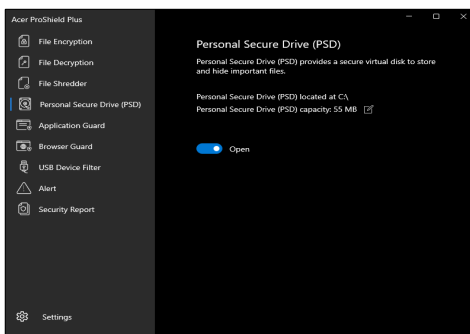 Acer ProShield Plus
File Encryption
File Decryption
File Shredder
Personal Secure Drive (PSD)
Application Guard
Browser Guard
USB Device Filter
Alert
Security Report
Settings
Personal Secure Drive (PSD)
Personal Secure Drive (PSD) provides a secure virtual disk to store
and hide important files.
Personal Secure Drive (PSD) located at C:\
Personal Secure Drive (PSD) capacity: 55 MB
Open